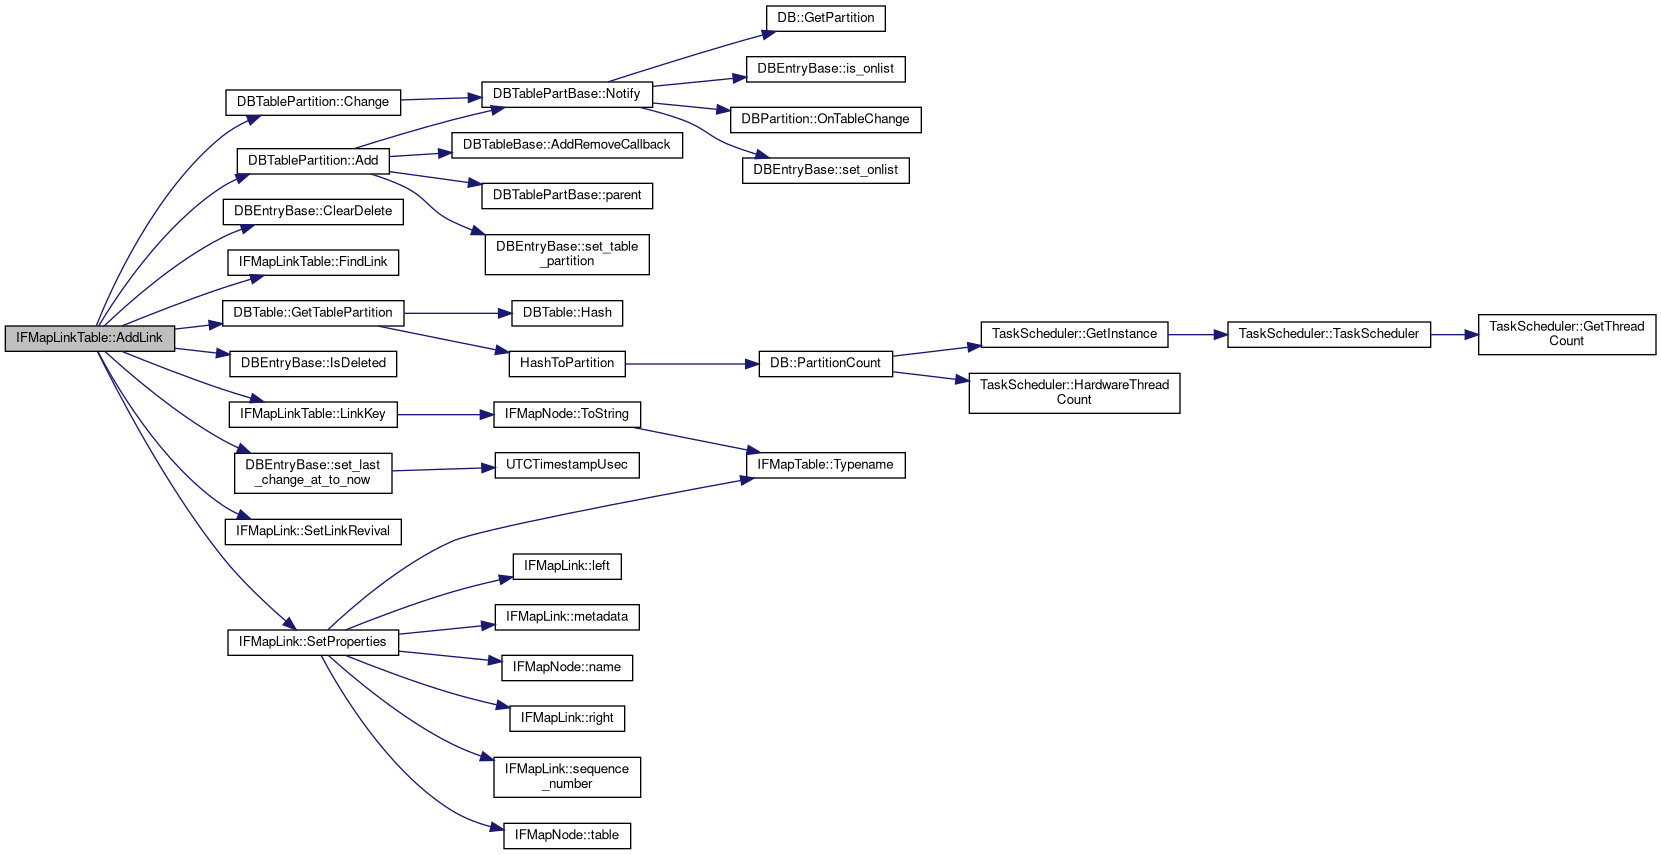 DB::GetPartition
DBEntryBase::is_onlist
DBTablePartBase::Notify
DBTablePartition::Change
DBPartition::OnTableChange
DBTableBase::AddRemoveCallback
DBTablePartition::Add
DBEntryBase::set_onlist
DBTablePartBase::parent
DBEntryBase::ClearDelete
DBEntryBase::set_table
_partition
IFMapLinkTable::FindLink
DBTable::GetTablePartition
DBTable::Hash
IFMapLinkTable::AddLink
TaskScheduler::GetInstance
TaskScheduler::TaskScheduler
TaskScheduler::GetThread
Count
DBEntryBase::IsDeleted
HashToPartition
DB::PartitionCount
TaskScheduler::HardwareThread
Count
IFMapLinkTable::LinkKey
IFMapNode::ToString
DBEntryBase::set_last
_change_at_to_now
UTCTimestampUsec
IFMapTable::Typename
IFMapLink::SetLinkRevival
IFMapLink::left
IFMapLink::metadata
IFMapLink::SetProperties
IFMapNode::name
IFMapLink::right
IFMapLink::sequence
_number
IFMapNode::table